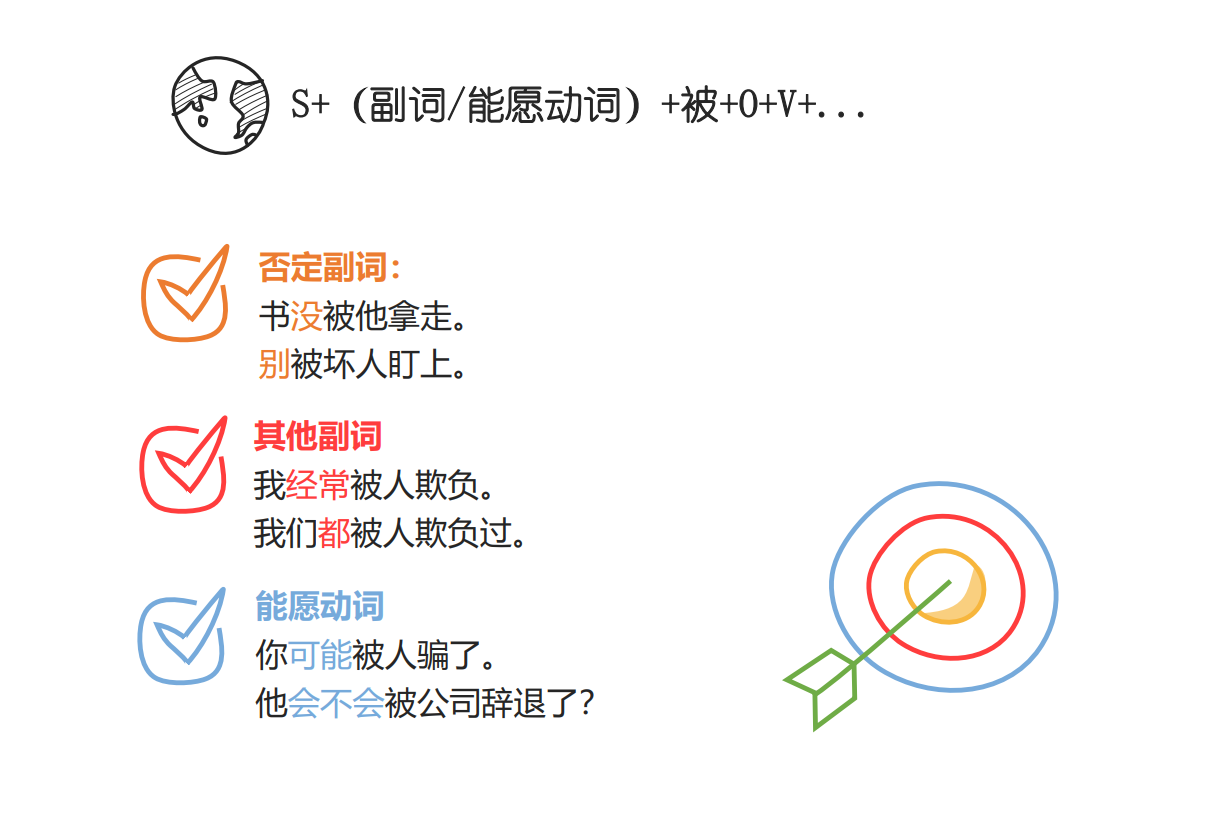 S+（副词/能愿动词）+被+O+V+...
否定副词：
书没被他拿走。
别被坏人盯上。
其他副词
我经常被人欺负。
我们都被人欺负过。
能愿动词
你可能被人骗了。
他会不会被公司辞退了？